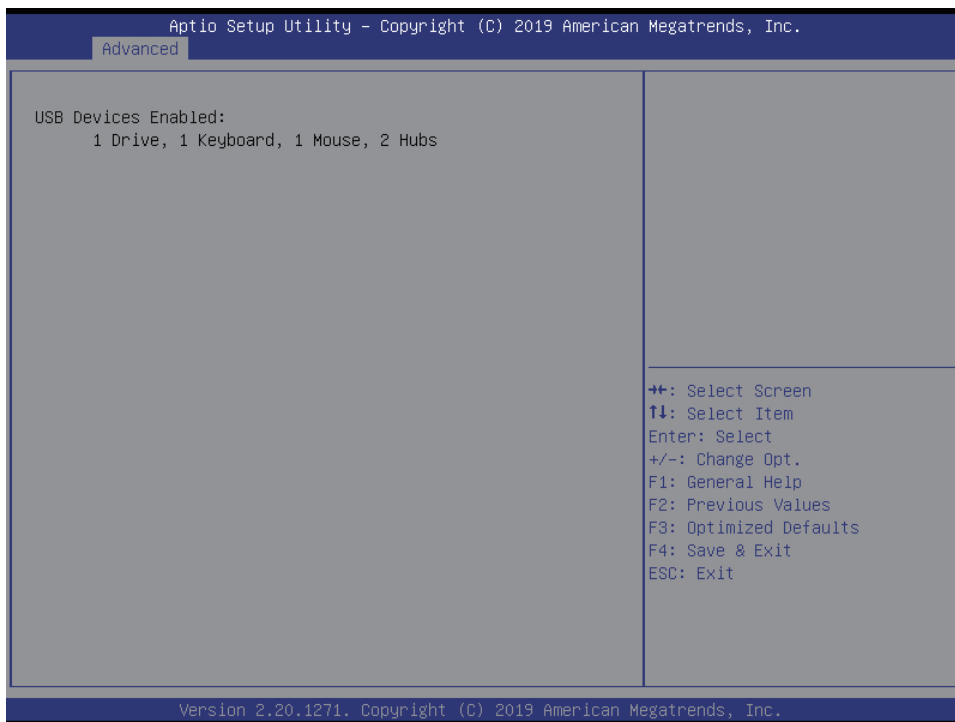 Aptio Setup Utility – Copyright (C) 2019 American Megatrends, Inc.
Advanced
USB Devices Enabled:
1 Drive, 1 Keyboard, 1 Mouse, 2 Hubs
→←: Select Screen
↑↓: Select Item
Enter: Select
+/-: Change Opt.
F1: General Help
F2: Previous Values
F3: Optimized Defaults
F4: Save & Exit
ESC: Exit
Version 2.20.1271. Copyright (C) 2019 American Megatrends, Inc.